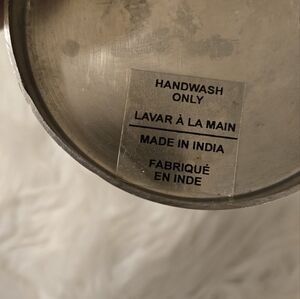 HANDWASH
ONLY
LAVAR À LA MAIN
MADE IN INDIA
FABRIQUÉ
EN INDE